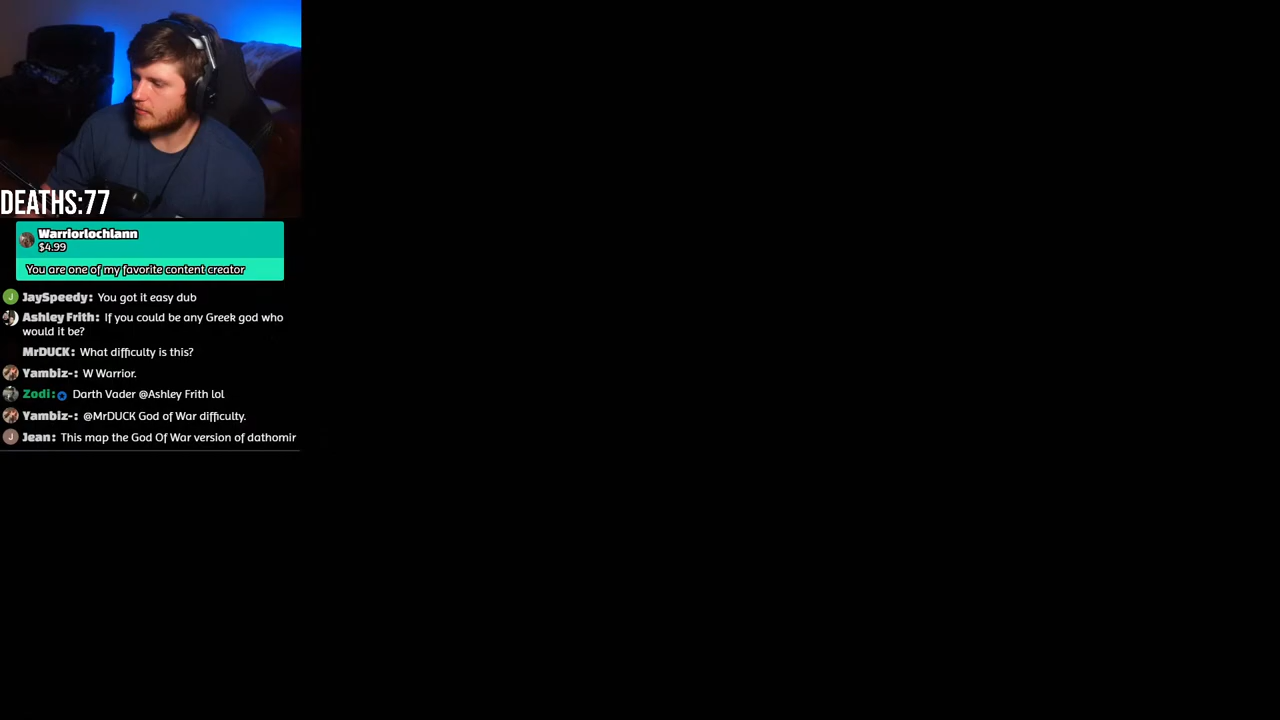 DEATHS:77
Warriorlochlann
$4.99
You are one of my favorite content creator
J JaySpeedy: You got it easy dub
Ashley Frith: If you could be any Greek god who
would it be?
MrDUCK: What difficulty is this?
Yambiz-: W Warrior.
Zodi: Darth Vader @Ashley Frith lol
Yambiz-: @MrDUCK God of War difficulty.
J Jean: This map the God Of War version of dathomir